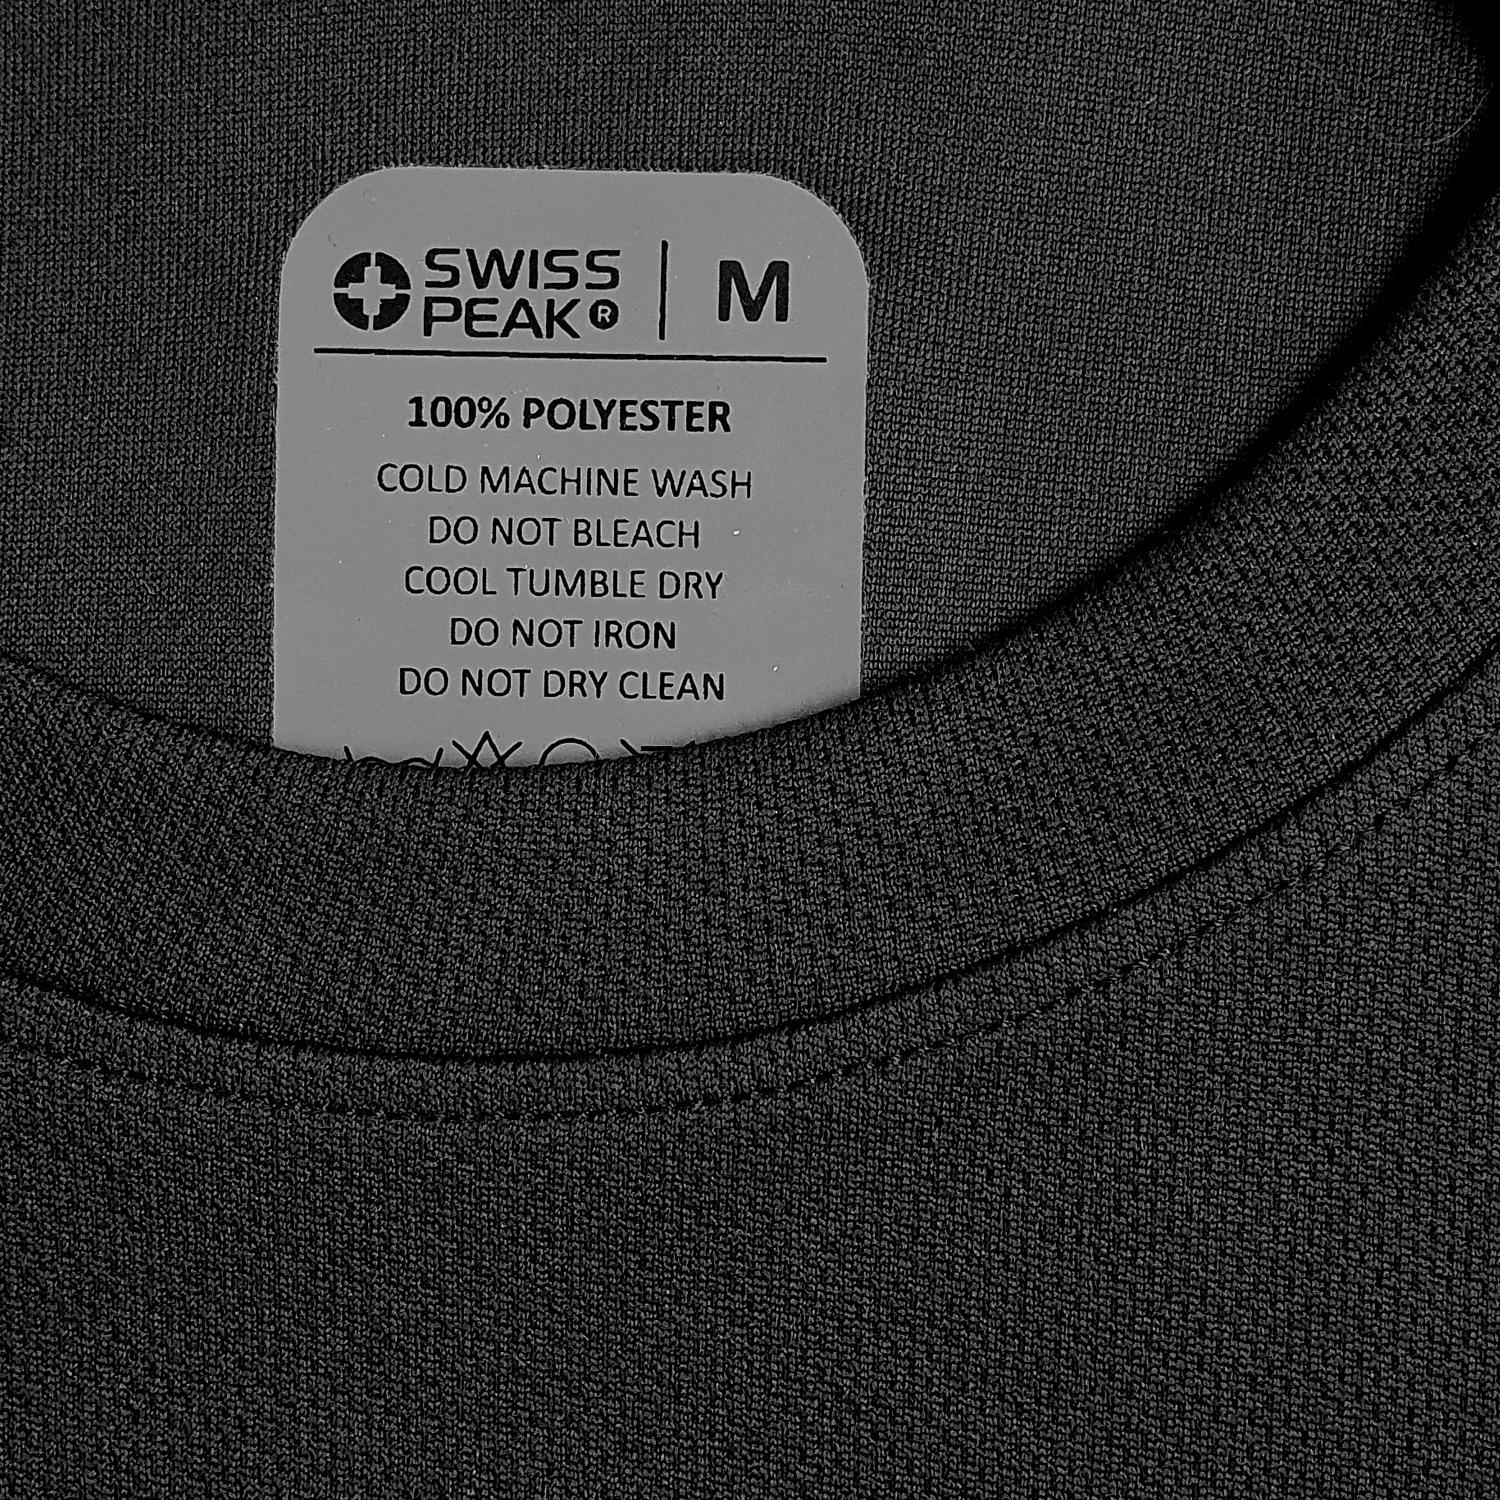 SWISS
PEAK® | M
100% POLYESTER
COLD MACHINE WASH
DO NOT BLEACH
COOL TUMBLE DRY
DO NOT IRON
DO NOT DRY CLEAN